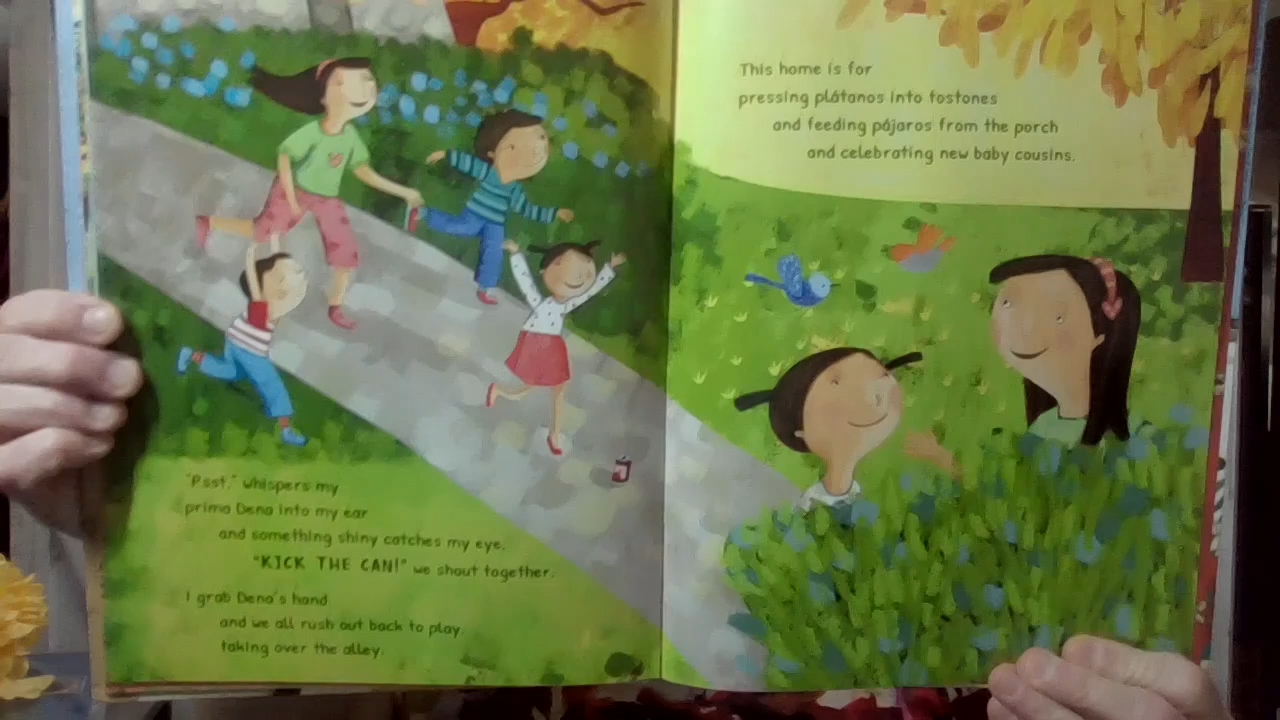 "Psst," whispers my
prima Dena into my ear
and something shiny catches my eye.
"KICK THE CAN!" we shout together.
I grab Dena's hand
and we all rush out back to play,
taking over the alley.
This home is for
pressing plátanos into tostones
and feeding pájaros from the porch
and celebrating new baby cousins.